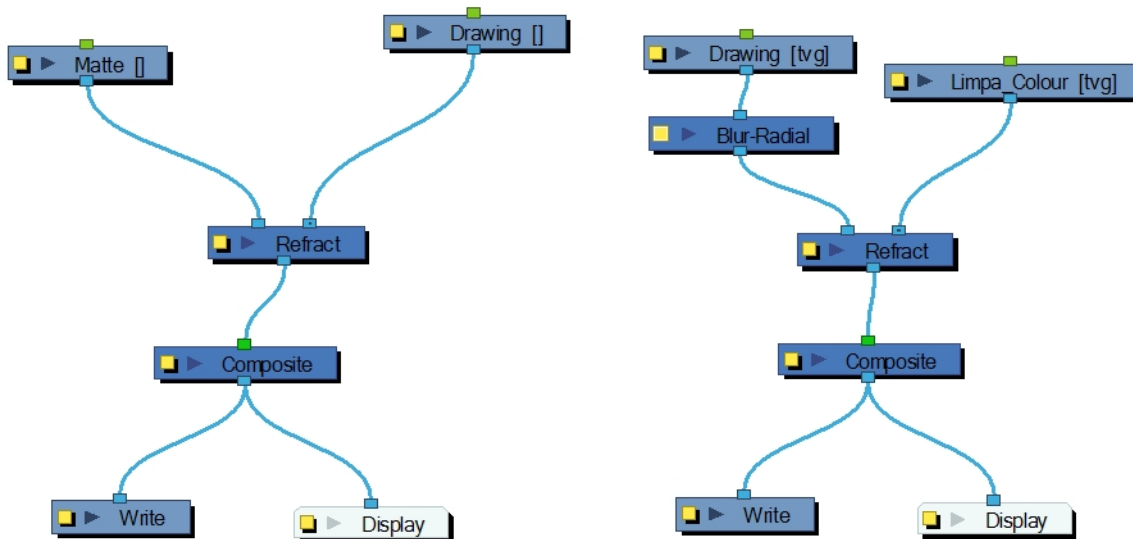 Matte []
Drawing []
Refract
Composite
Write
Display
Drawing [tvg]
Limpa_Colour [tvg]
Blur-Radial
Refract
Composite
Write
Display